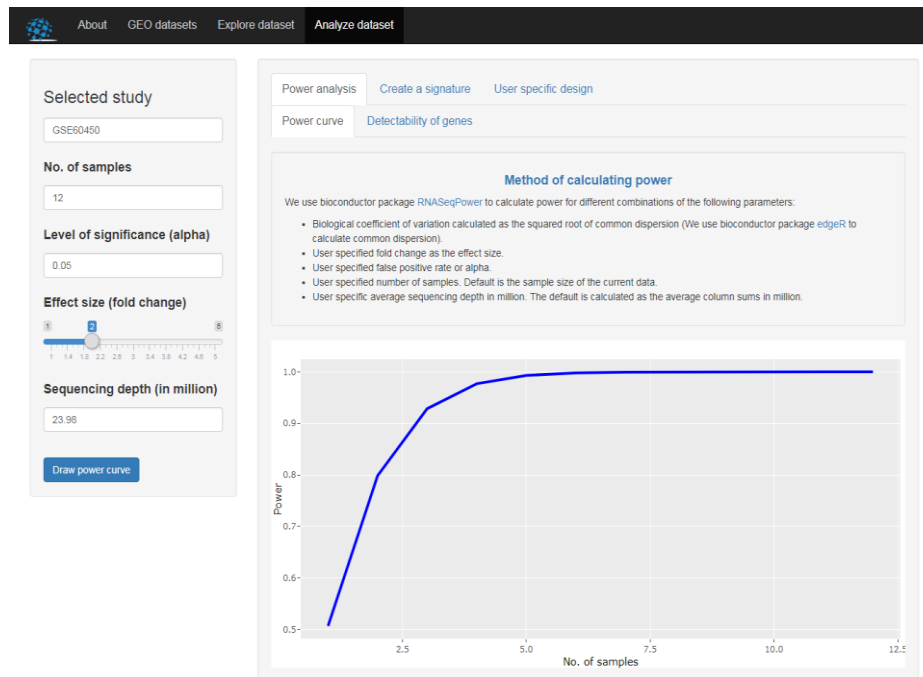 About GEO datasets Explore dataset Analyze dataset
Selected study
GSE60450
No. of samples
12
Level of significance (alpha)
0.05
Effect size (fold change)
1 2 5
1 1.4 1.8 2.2 2.6 3 3.4 3.8 4.2 4.6 5
Sequencing depth (in million)
23.98
Draw power curve
Power analysis Create a signature User specific design
Power curve Detectability of genes
Method of calculating power
We use bioconductor package RNASeqPower to calculate power for different combinations of the following parameters:
• Biological coefficient of variation calculated as the squared root of common dispersion (We use bioconductor package edgeR to
calculate common dispersion).
• User specified fold change as the effect size.
• User specified false positive rate or alpha.
• User specified number of samples. Default is the sample size of the current data.
• User specific average sequencing depth in million. The default is calculated as the average column sums in million.
1.0
0.9
0.8
0.7
0.6
0.5
Power
2.5 5.0 7.5 10.0 12.5
No. of samples